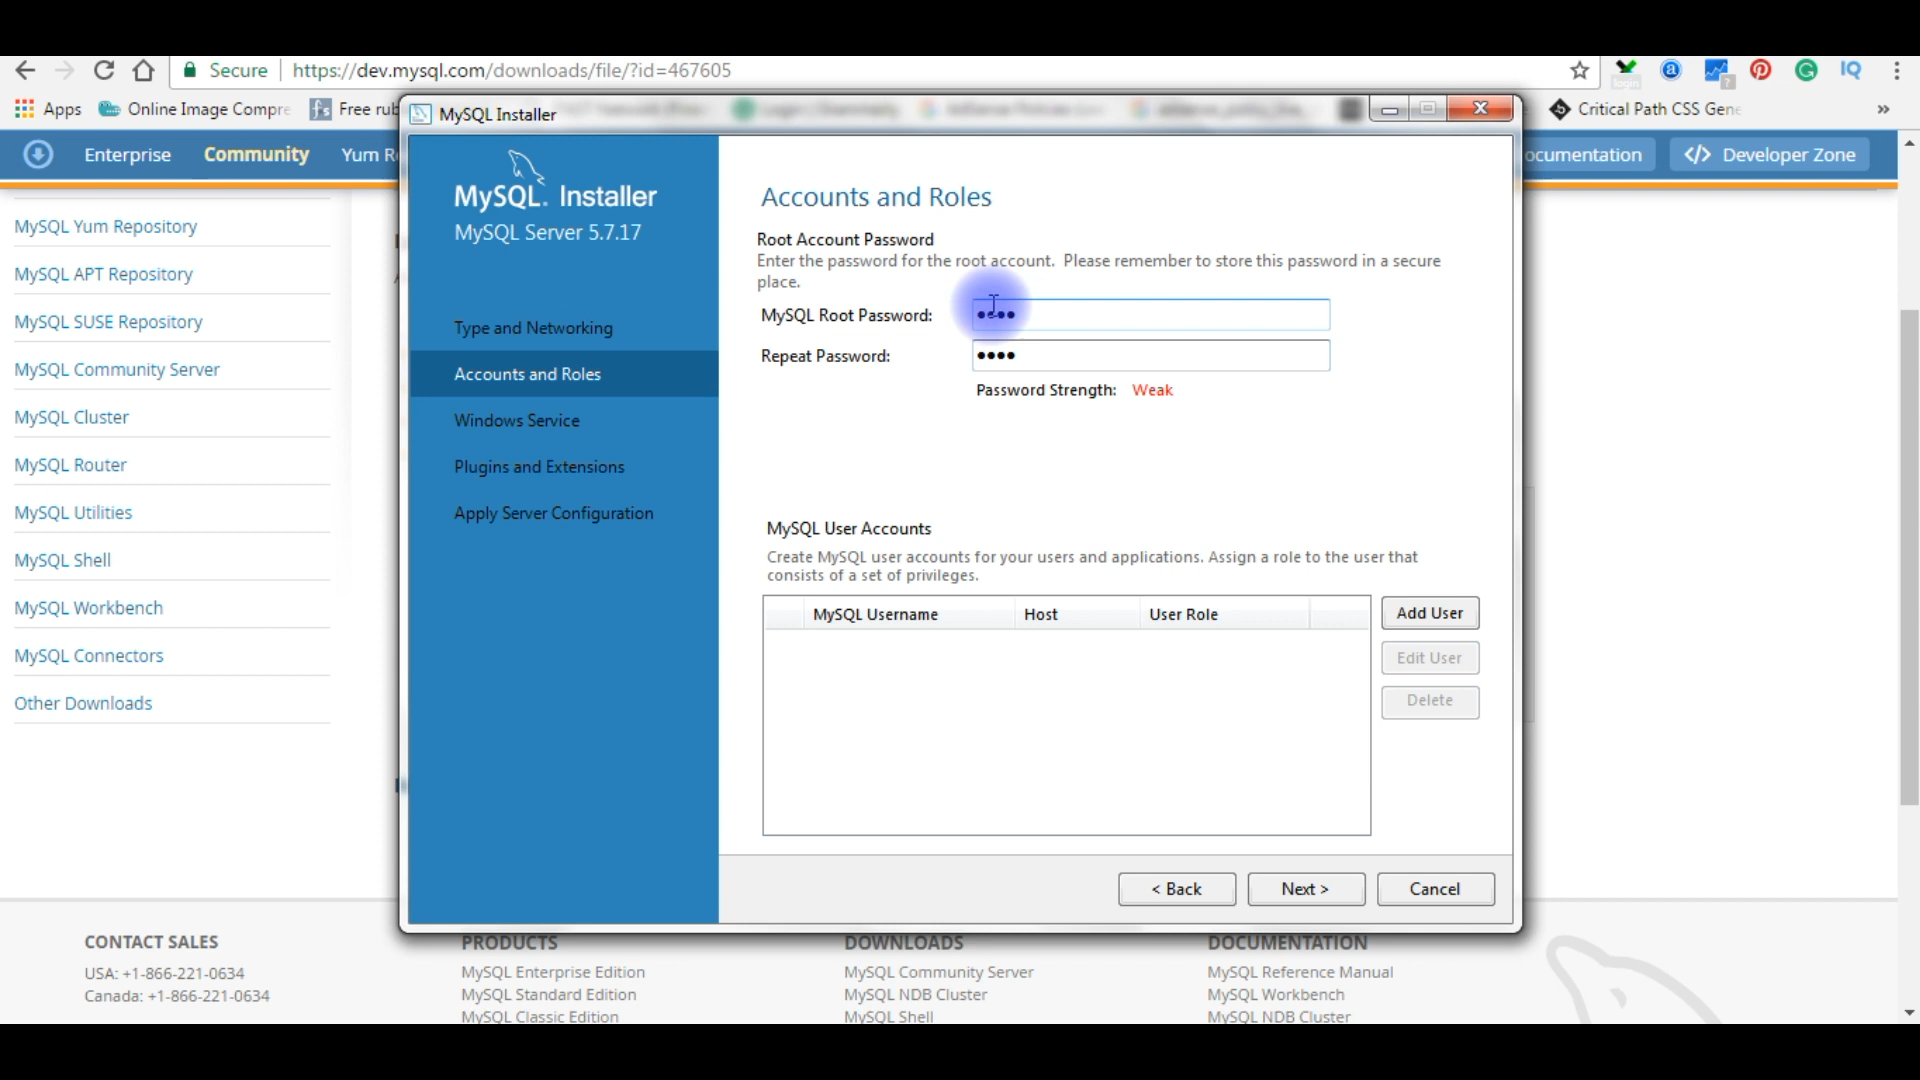 Secure https://dev.mysql.com/downloads/file/?id=467605
Apps Online Image Compre Free rub Critical Path CSS Gene »
MySQL Installer
Enterprise Community Yum R ocumentation </> Developer Zone
MySQL Yum Repository
MySQL APT Repository
MySQL SUSE Repository
MySQL Community Server
MySQL Cluster
MySQL Router
MySQL Utilities
MySQL Shell
MySQL Workbench
MySQL Connectors
Other Downloads
MySQL. Installer
MySQL Server 5.7.17
Type and Networking
Accounts and Roles
Windows Service
Plugins and Extensions
Apply Server Configuration
Accounts and Roles
Root Account Password
Enter the password for the root account. Please remember to store this password in a secure
place.
MySQL Root Password: ●●●●
Repeat Password: ●●●●
Password Strength: Weak
MySQL User Accounts
Create MySQL user accounts for your users and applications. Assign a role to the user that
consists of a set of privileges.
MySQL Username Host User Role
Add User
Edit User
Delete
< Back Next > Cancel
CONTACT SALES
USA: +1-866-221-0634
Canada: +1-866-221-0634
PRODUCTS
MySQL Enterprise Edition
MySQL Standard Edition
MySQL Classic Edition
DOWNLOADS
MySQL Community Server
MySQL NDB Cluster
MySQL Shell
DOCUMENTATION
MySQL Reference Manual
MySQL Workbench
MySQL NDB Cluster